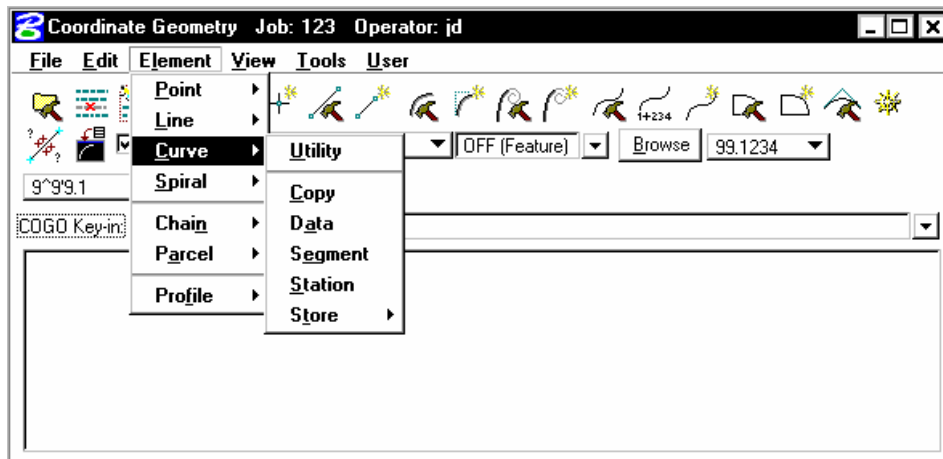 Coordinate Geometry Job: 123 Operator: jd
File Edit Element View Tools User
Point
Line
1+234
Curve
Utility
OFF (Feature)
Browse
99.1234
Spiral
9^9'9.1
Copy
Chain
Data
COGO Key-in:
Parcel
Segment
Station
Profile
Store